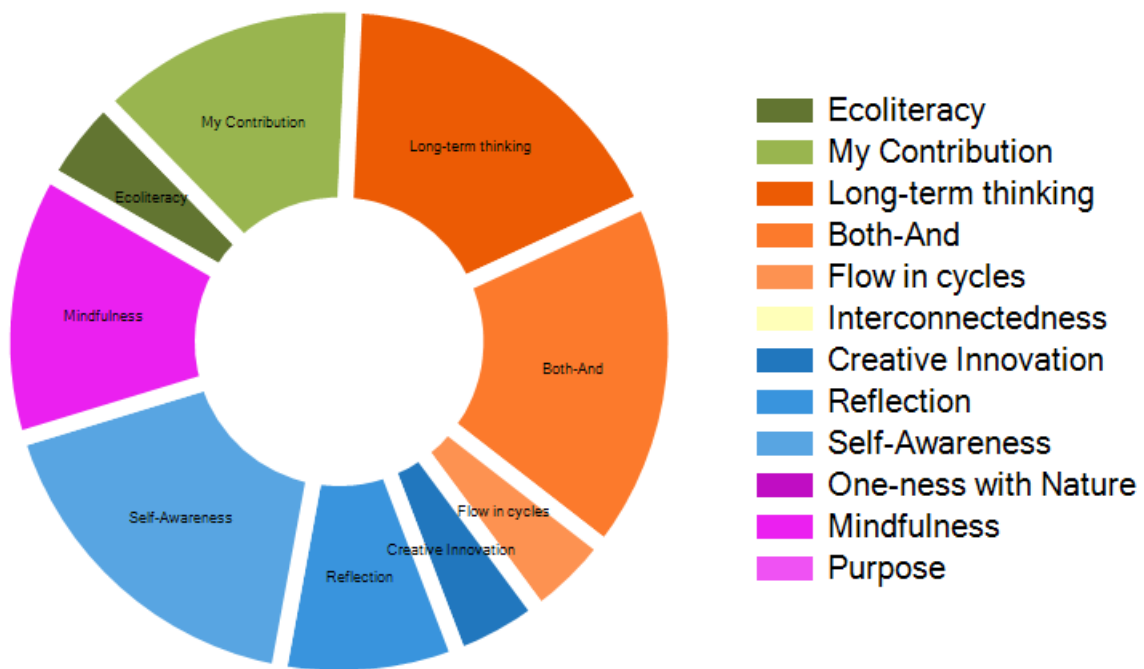 My Contribution
Long-term thinking
Ecoliteracy
Mindfulness
Both-And
Self-Awareness
Flow in cycles
Creative Innovation
Reflection
Ecoliteracy
My Contribution
Long-term thinking
Both-And
Flow in cycles
Interconnectedness
Creative Innovation
Reflection
Self-Awareness
One-ness with Nature
Mindfulness
Purpose